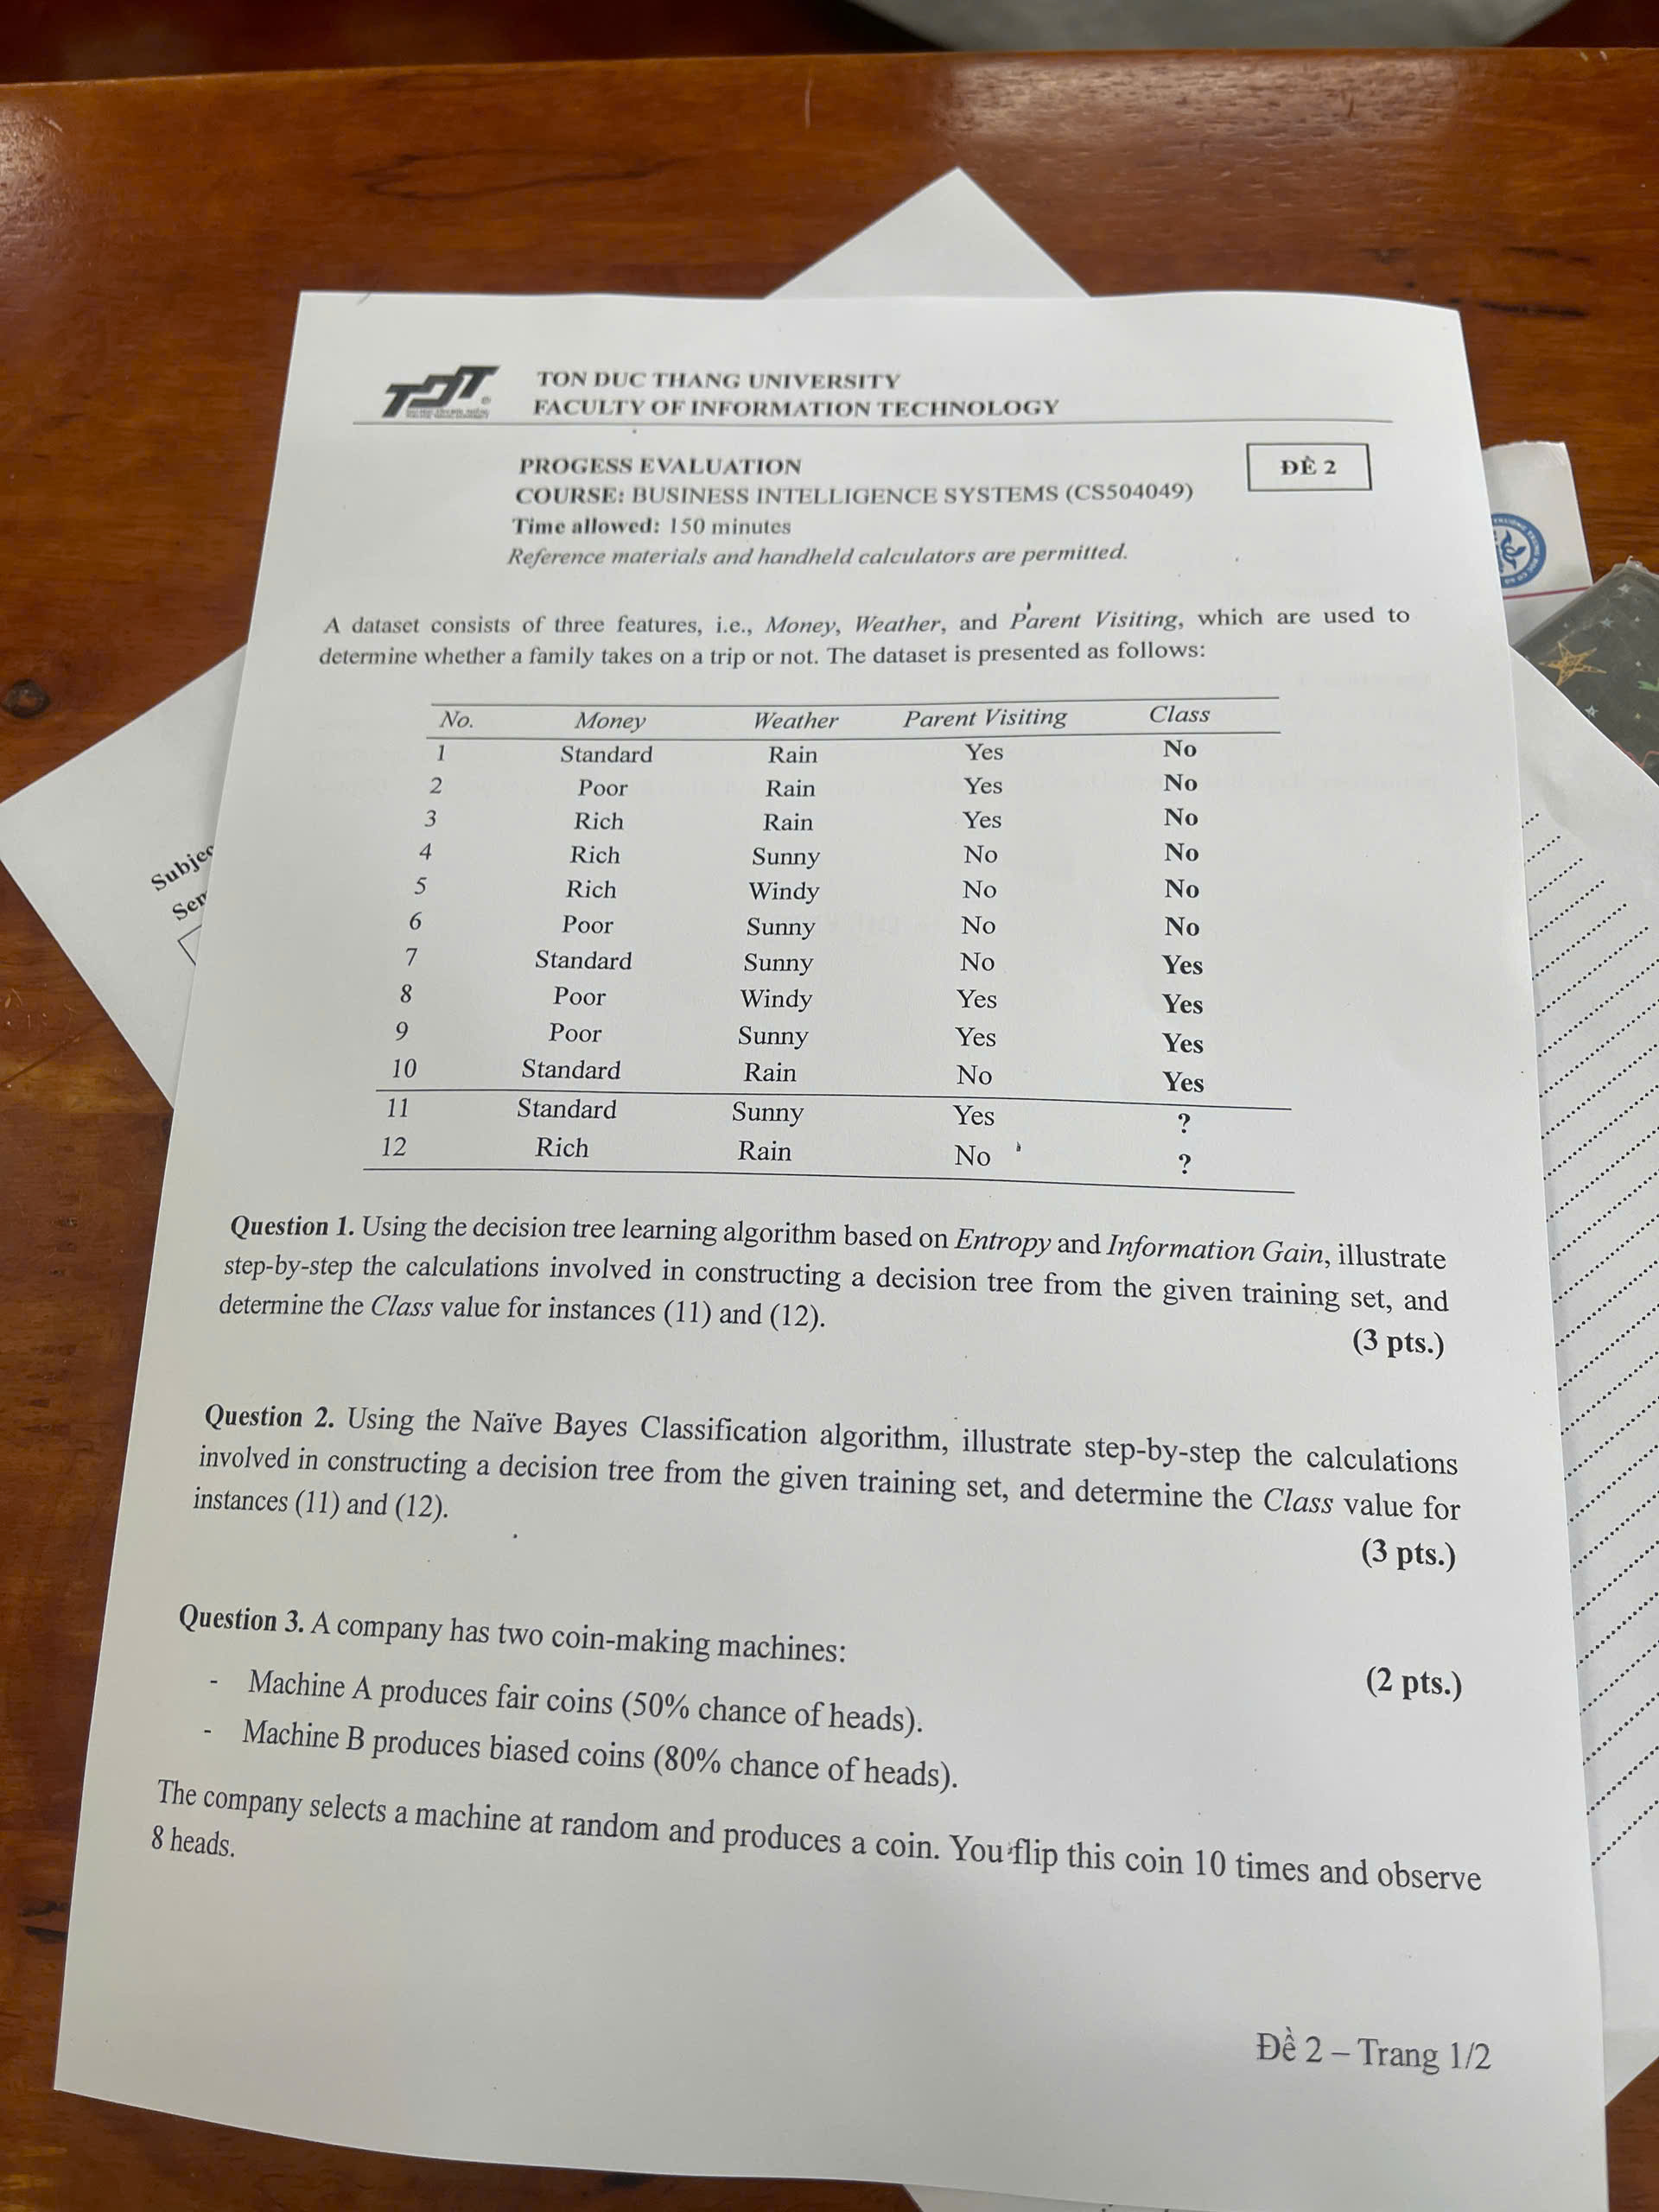 TDT
TON DUC THANG UNIVERSITY
FACULTY OF INFORMATION TECHNOLOGY
PROGESS EVALUATION
COURSE: BUSINESS INTELLIGENCE SYSTEMS (CS504049)
Time allowed: 150 minutes
Reference materials and handheld calculators are permitted.
ĐỀ 2
A dataset consists of three features, i.e., Money, Weather, and Parent Visiting, which are used to
determine whether a family takes on a trip or not. The dataset is presented as follows:
No. Money Weather Parent Visiting Class
1 Standard Rain Yes No
2 Poor Rain Yes No
3 Rich Rain Yes No
4 Rich Sunny No No
5 Rich Windy No No
6 Poor Sunny No No
7 Standard Sunny No Yes
8 Poor Windy Yes Yes
9 Poor Sunny Yes Yes
10 Standard Rain No Yes
11 Standard Sunny Yes ?
12 Rich Rain No ?
Question 1. Using the decision tree learning algorithm based on Entropy and Information Gain, illustrate
step-by-step the calculations involved in constructing a decision tree from the given training set, and
determine the Class value for instances (11) and (12).
(3 pts.)
Question 2. Using the Naïve Bayes Classification algorithm, illustrate step-by-step the calculations
involved in constructing a decision tree from the given training set, and determine the Class value for
instances (11) and (12).
(3 pts.)
Question 3. A company has two coin-making machines:
(2 pts.)
- Machine A produces fair coins (50% chance of heads).
- Machine B produces biased coins (80% chance of heads).
The company selects a machine at random and produces a coin. You flip this coin 10 times and observe
8 heads.
Đề 2 – Trang 1/2
Subjec
Sen